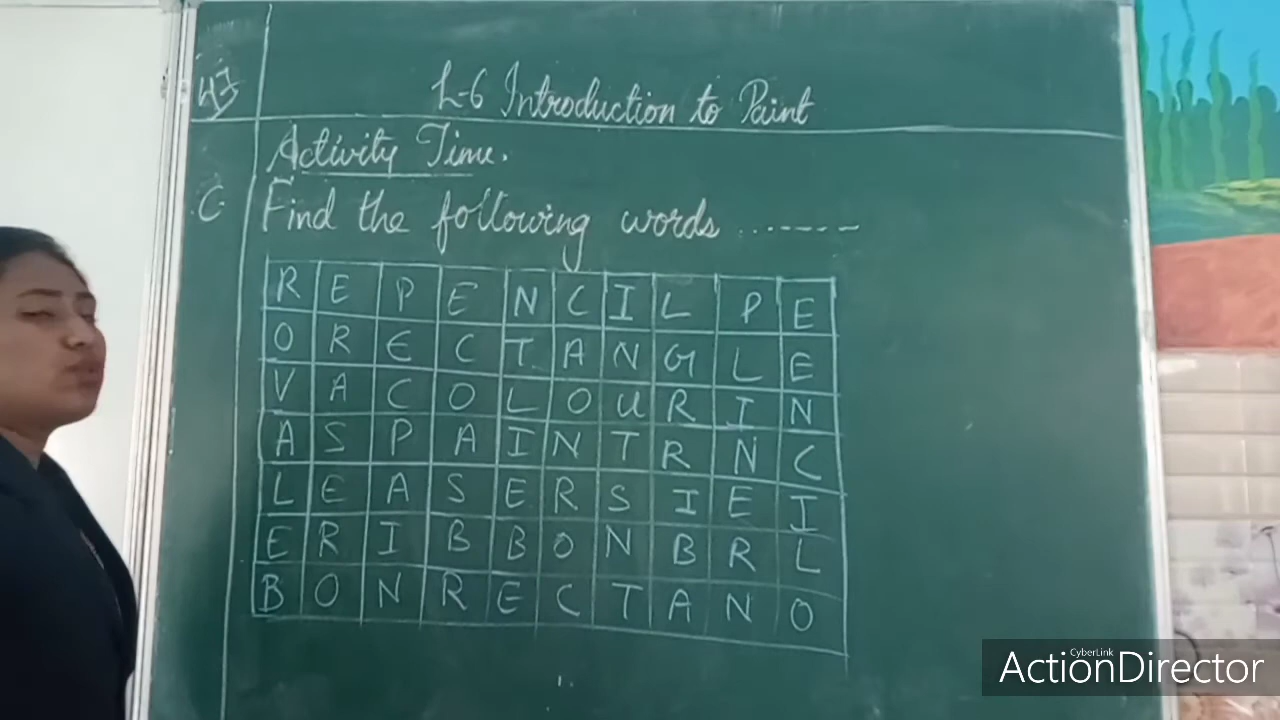 47
L-6 Introduction to Paint
Activity Time.
C. Find the following words .......
R E P E N C I L P E
O R E C T A N G L E
V A C O L O U R I N
A S P A I N T R N C
L E A S E R S I E I
E R I B B O N B R L
B O N R E C T A N O
CyberLink
ActionDirector